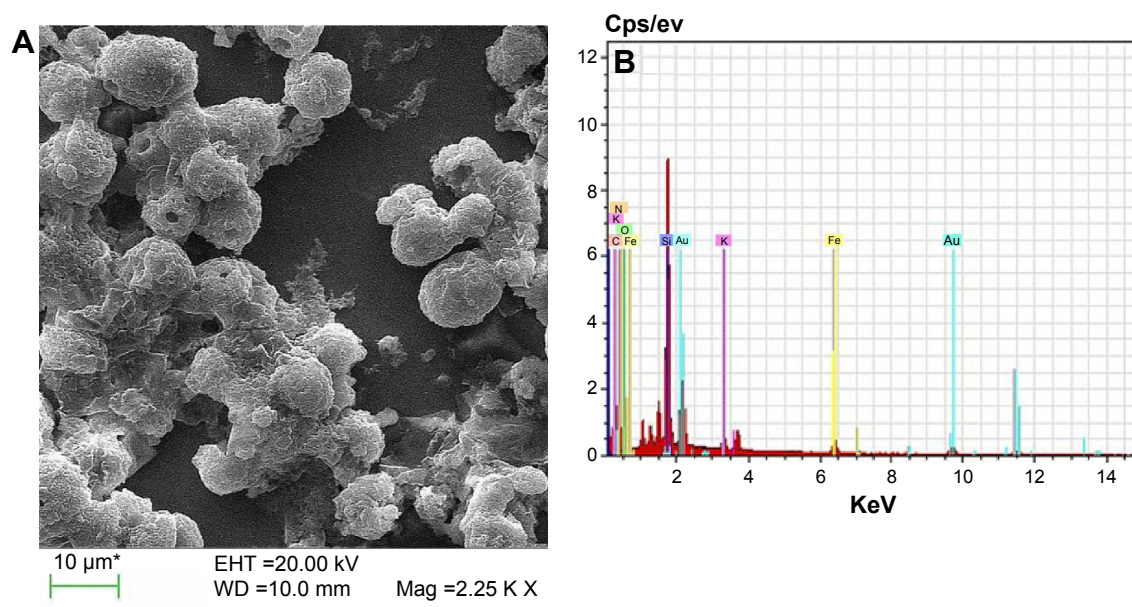 A
10 µm*
EHT =20.00 kV
WD =10.0 mm
Mag =2.25 K X
Cps/ev
B
12
10
8
6
4
2
0
N
K
O
C
Fe
Si
Au
K
Fe
Au
2
4
6
8
10
12
14
KeV